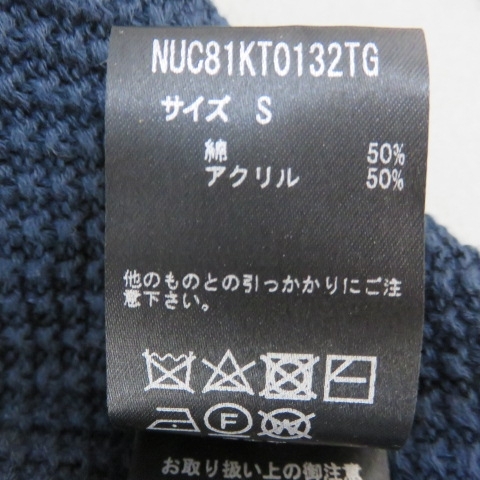 NUC81KT0132TG
サイズ S
綿 50%
アクリル 50%
他のものとの引っかかりにご注
意下さい。
F
W
お取り扱い上の御注意